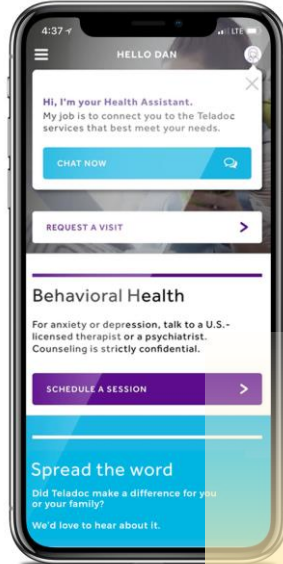 4:37
LTE
HELLO DAN
Hi, I'm your Health Assistant.
My job is to connect you to the Teladoc
services that best meet your needs.
CHAT NOW
REQUEST A VISIT
Behavioral Health
For anxiety or depression, talk to a U.S.-
licensed therapist or a psychiatrist.
Counseling is strictly confidential.
SCHEDULE A SESSION
Spread the word
Did Teladoc make a difference for you
or your family?
We'd love to hear about it.